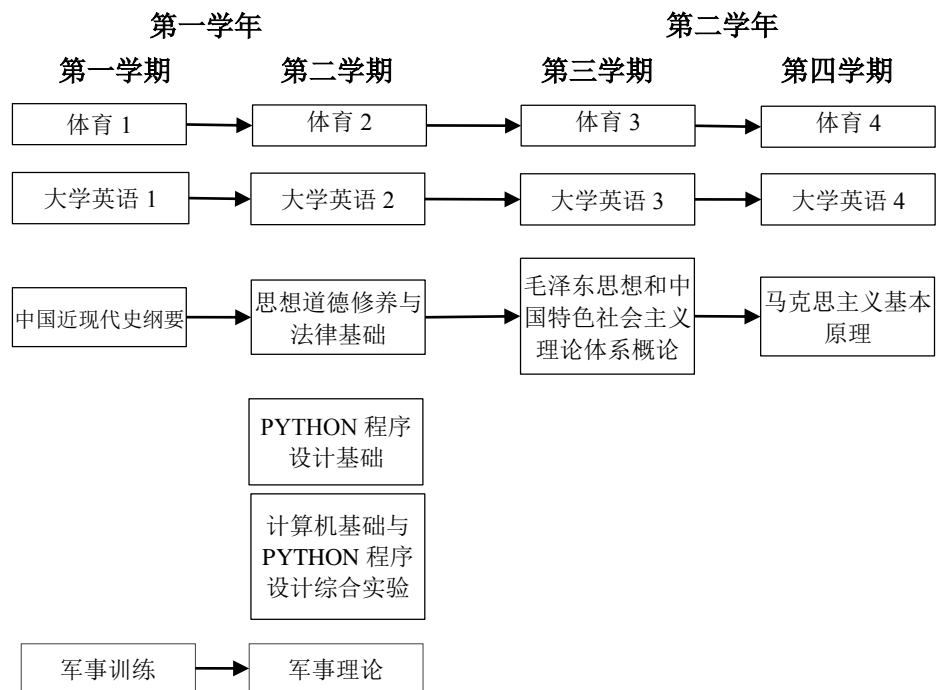 第一学年 第二学年
第一学期 第二学期 第三学期 第四学期
体育 1 体育 2 体育 3 体育 4
大学英语 1 大学英语 2 大学英语 3 大学英语 4
中国近现代史纲要
思想道德修养与
法律基础
毛泽东思想和中
国特色社会主义
理论体系概论
马克思主义基本
原理
PYTHON 程序
设计基础
计算机基础与
PYTHON 程序
设计综合实验
军事训练 军事理论